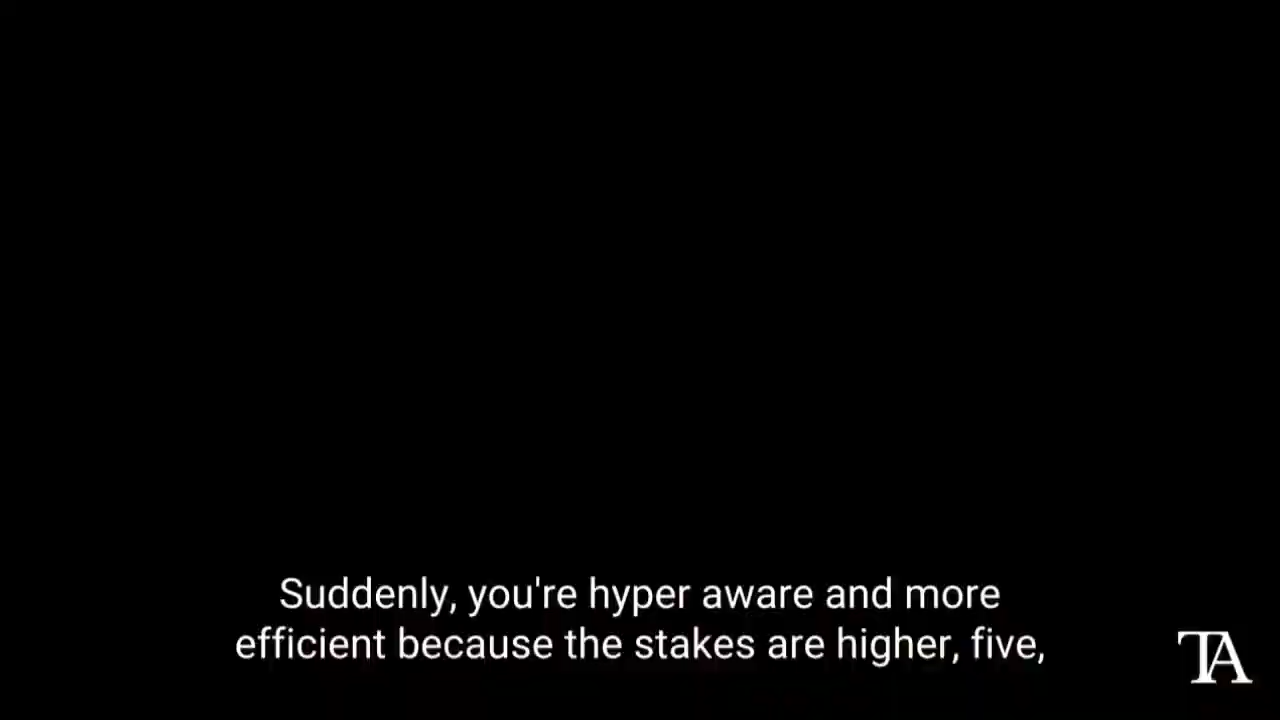 Suddenly, you're hyper aware and more
efficient because the stakes are higher, five,
TA